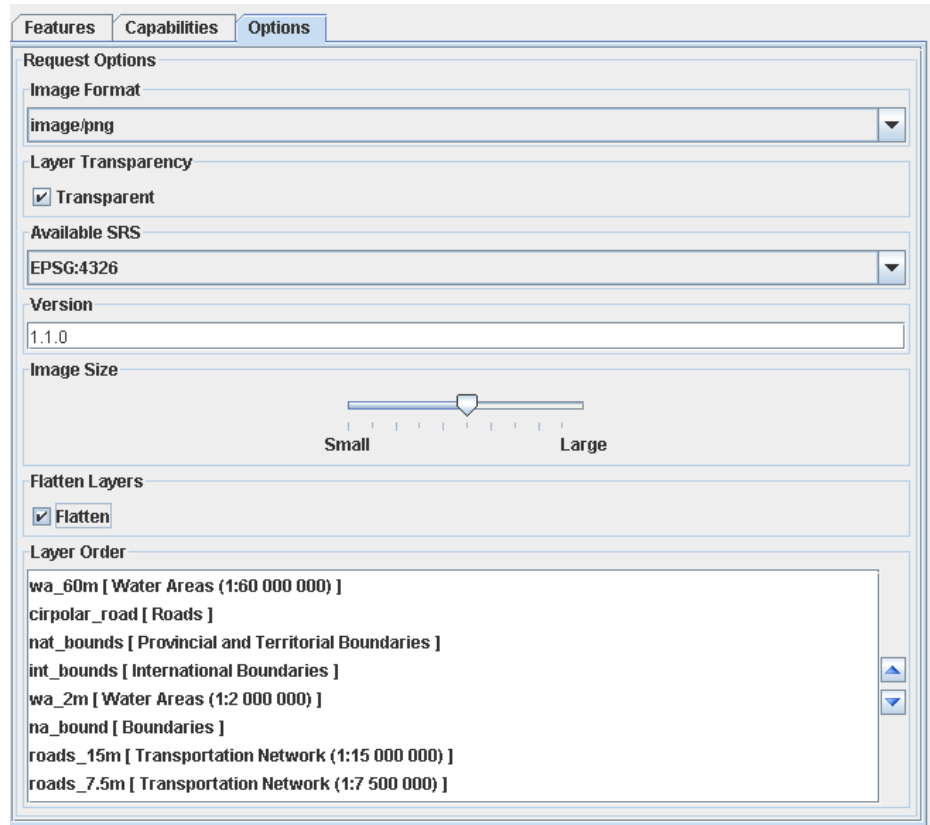 Features Capabilities Options
Request Options
Image Format
image/png
Layer Transparency
Transparent
Available SRS
EPSG:4326
Version
1.1.0
Image Size
Small Large
Flatten Layers
Flatten
Layer Order
wa_60m [ Water Areas (1:60 000 000) ]
cirpolar_road [ Roads ]
nat_bounds [ Provincial and Territorial Boundaries ]
int_bounds [ International Boundaries ]
wa_2m [ Water Areas (1:2 000 000) ]
na_bound [ Boundaries ]
roads_15m [ Transportation Network (1:15 000 000) ]
roads_7.5m [ Transportation Network (1:7 500 000) ]